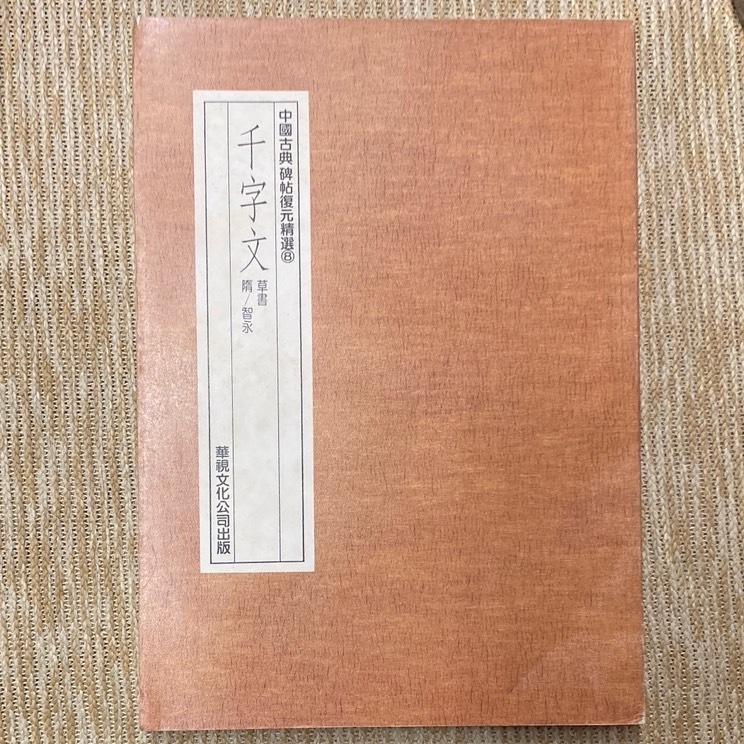 中國古典碑帖復元精選⑧
千字文
草書
隋/智永
華視文化公司出版